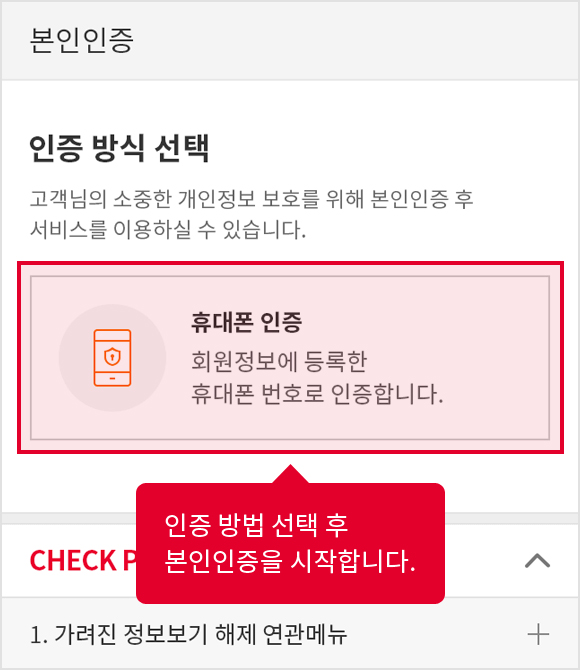 본인인증
인증 방식 선택
고객님의 소중한 개인정보 보호를 위해 본인인증 후
서비스를 이용하실 수 있습니다.
휴대폰 인증
회원정보에 등록한
휴대폰 번호로 인증합니다.
인증 방법 선택 후
본인인증을 시작합니다.
CHECK P
1. 가려진 정보보기 해제 연관메뉴